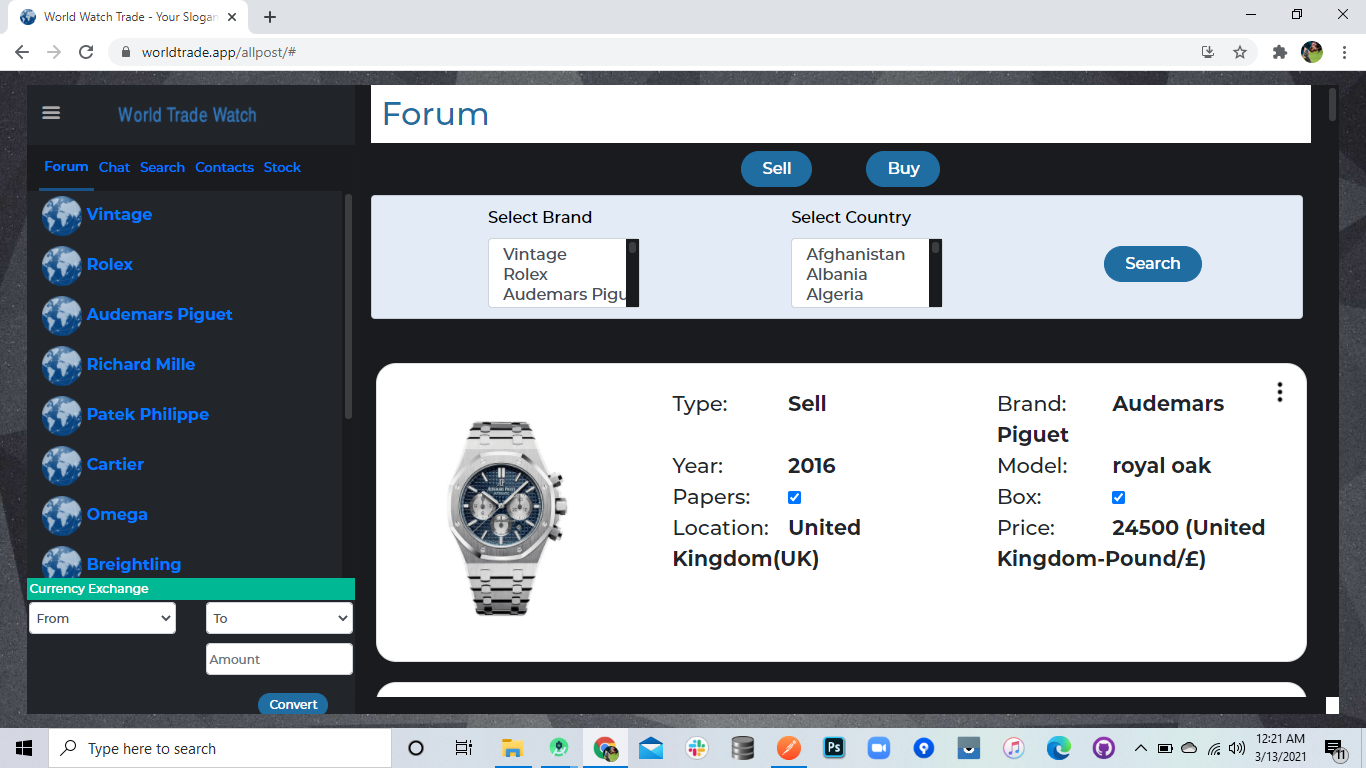 World Watch Trade - Your Slogan
worldtrade.app/allpost/#
World Trade Watch
Forum Chat Search Contacts Stock
Vintage
Rolex
Audemars Piguet
Richard Mille
Patek Philippe
Cartier
Omega
Breightling
Currency Exchange
From To
Amount
Convert
Forum
Sell Buy
Select Brand Select Country
Vintage Afghanistan
Rolex Albania
Audemars Pigu Algeria
Search
Type: Sell Brand: Audemars
Piguet
Year: 2016 Model: royal oak
Papers: Box:
Location: United Price: 24500 (United
Kingdom(UK) Kingdom-Pound/£)
Type here to search
Ps
12:21 AM
3/13/2021
11